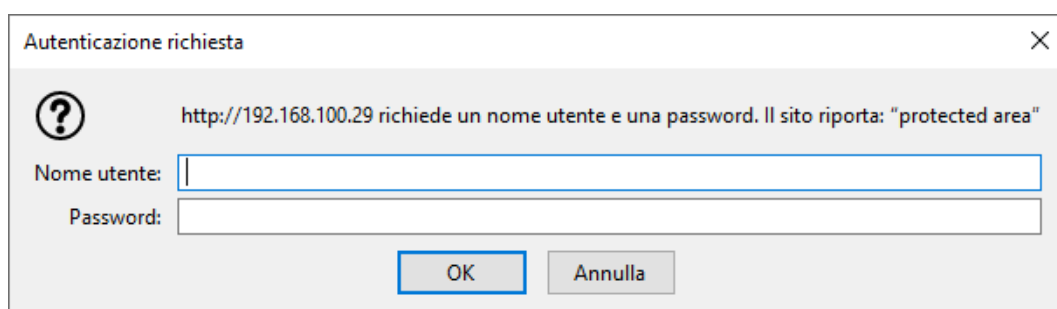 Autenticazione richiesta
http://192.168.100.29 richiede un nome utente e una password. Il sito riporta: “protected area”
Nome utente:
Password:
OK Annulla